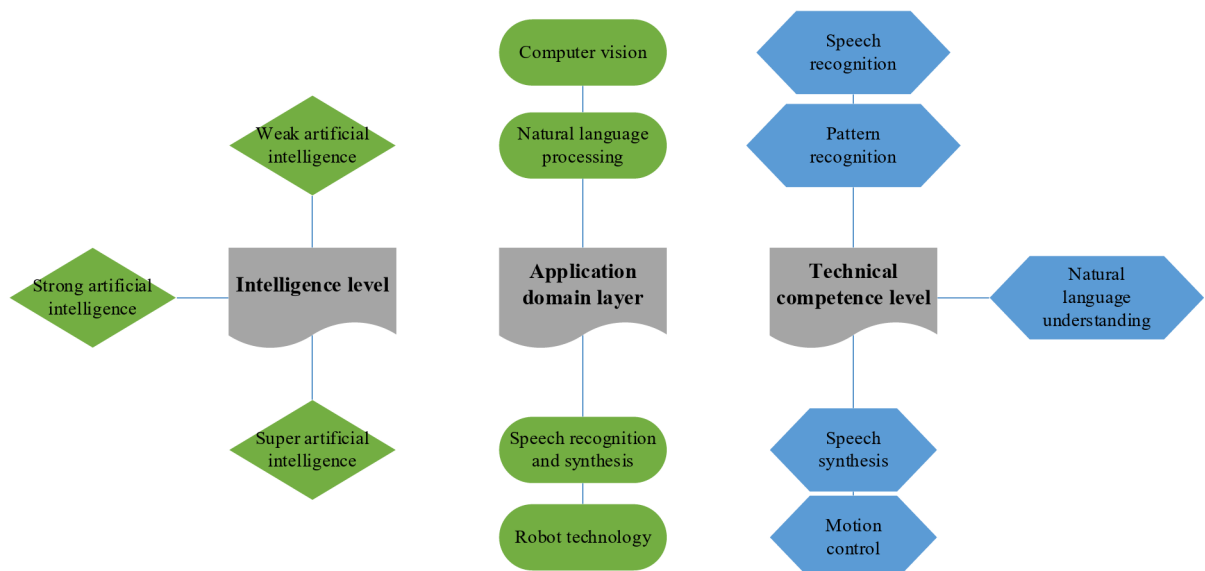 Weak artificial
intelligence
Strong artificial
intelligence
Intelligence level
Super artificial
intelligence
Computer vision
Natural language
processing
Application
domain layer
Speech recognition
and synthesis
Robot technology
Speech
recognition
Pattern
recognition
Technical
competence level
Natural
language
understanding
Speech
synthesis
Motion
control